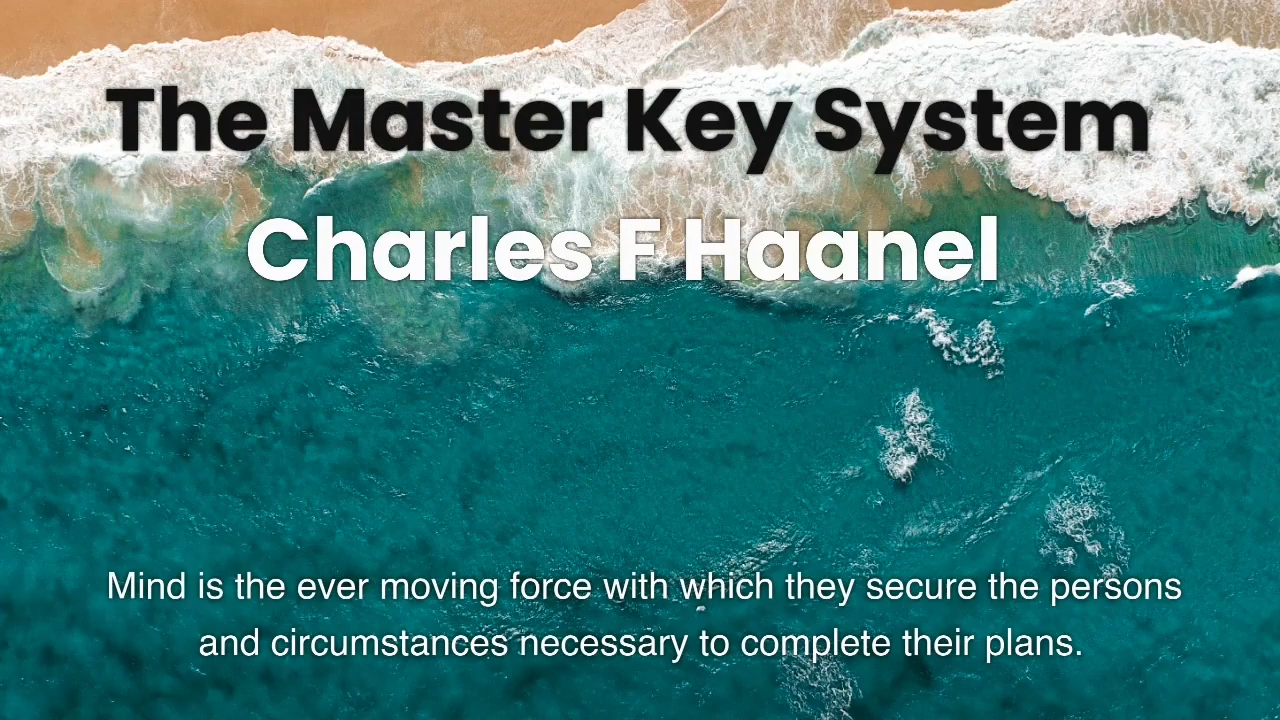 The Master Key System
Charles F Haanel
Mind is the ever moving force with which they secure the persons
and circumstances necessary to complete their plans.